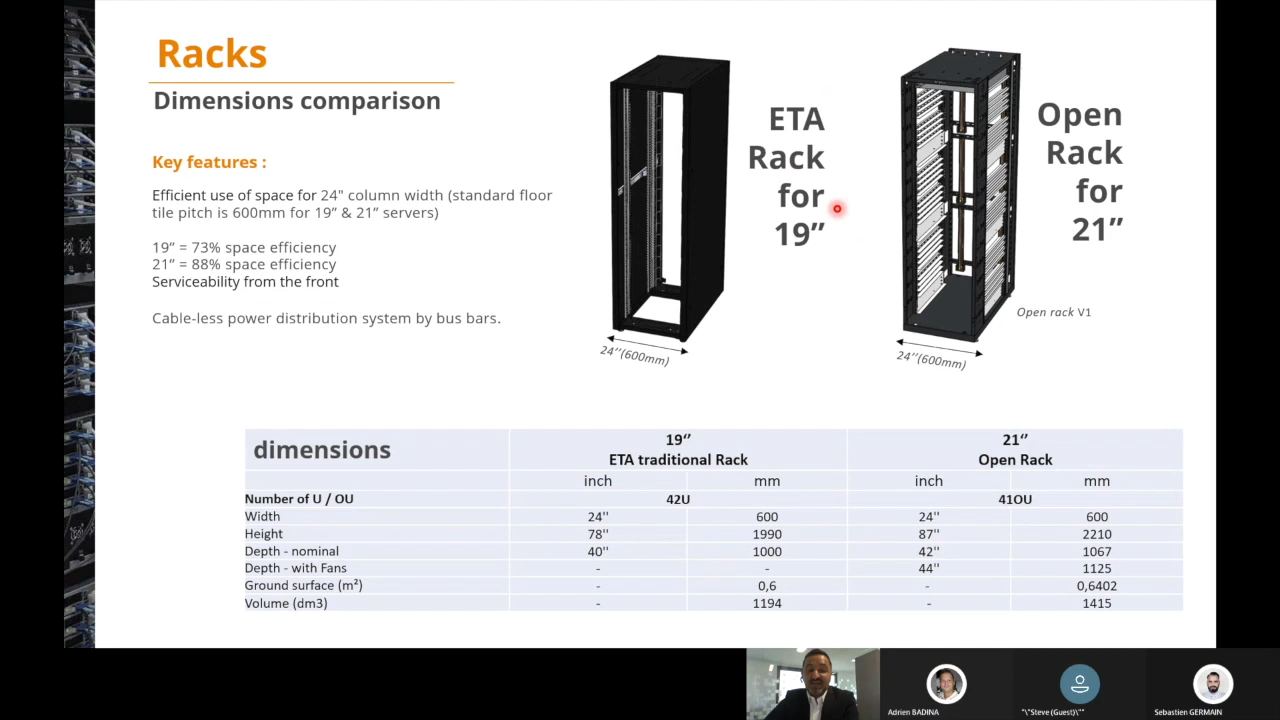 Racks
Dimensions comparison
Key features :
Efficient use of space for 24" column width (standard floor
tile pitch is 600mm for 19” & 21” servers)
19” = 73% space efficiency
21” = 88% space efficiency
Serviceability from the front
Cable-less power distribution system by bus bars.
ETA
Rack
for
19”
24’’(600mm)
Open
Rack
for
21”
Open rack V1
24’’(600mm)
dimensions 19’’ 21’’
ETA traditional Rack Open Rack
inch mm inch mm
Number of U / OU 42U 41OU
Width 24'' 600 24'' 600
Height 78'' 1990 87'' 2210
Depth - nominal 40'' 1000 42'' 1067
Depth - with Fans - - 44'' 1125
Ground surface (m²) - 0,6 - 0,6402
Volume (dm3) - 1194 - 1415
Adrien BADINA
"\"Steve (Guest)\""
Sebastien GERMAIN